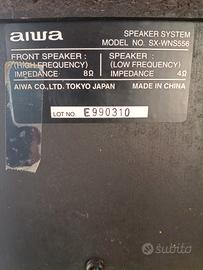 aiwa
SPEAKER SYSTEM
MODEL NO. SX-WNS556
FRONT SPEAKER :
(HIGH FREQUENCY)
IMPEDANCE 8Ω
SPEAKER :
(LOW FREQUENCY)
IMPEDANCE 4Ω
AIWA CO.,LTD. TOKYO JAPAN
MADE IN CHINA
LOT NO. E990310
subito